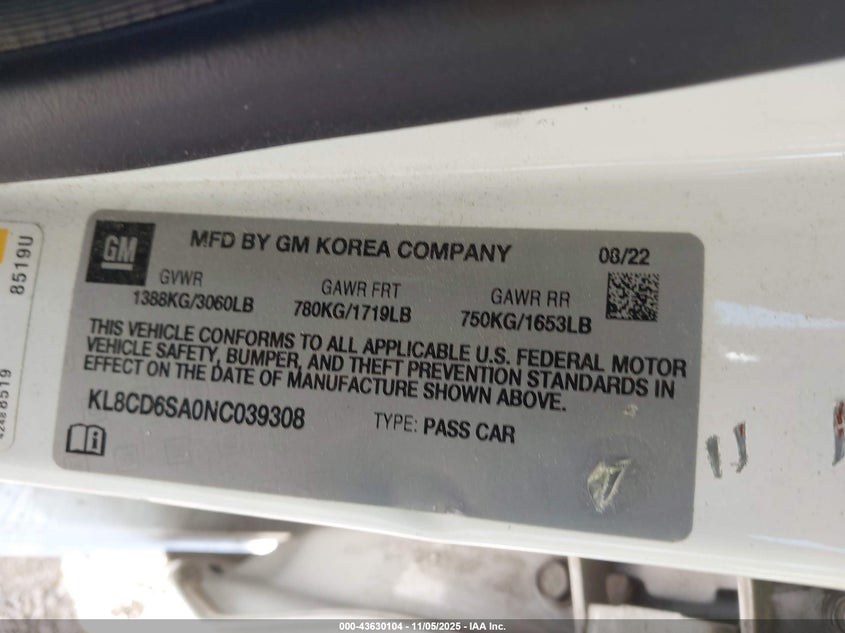 GM
MFD BY GM KOREA COMPANY
08/22
GVWR
1388KG/3060LB
GAWR FRT
780KG/1719LB
GAWR RR
750KG/1653LB
THIS VEHICLE CONFORMS TO ALL APPLICABLE U.S. FEDERAL MOTOR
VEHICLE SAFETY, BUMPER, AND THEFT PREVENTION STANDARDS IN
EFFECT ON THE DATE OF MANUFACTURE SHOWN ABOVE.
KL8CD6SA0NC039308
TYPE: PASS CAR
8519U
42488519
000-43630104 - 11/05/2025 - IAA Inc.